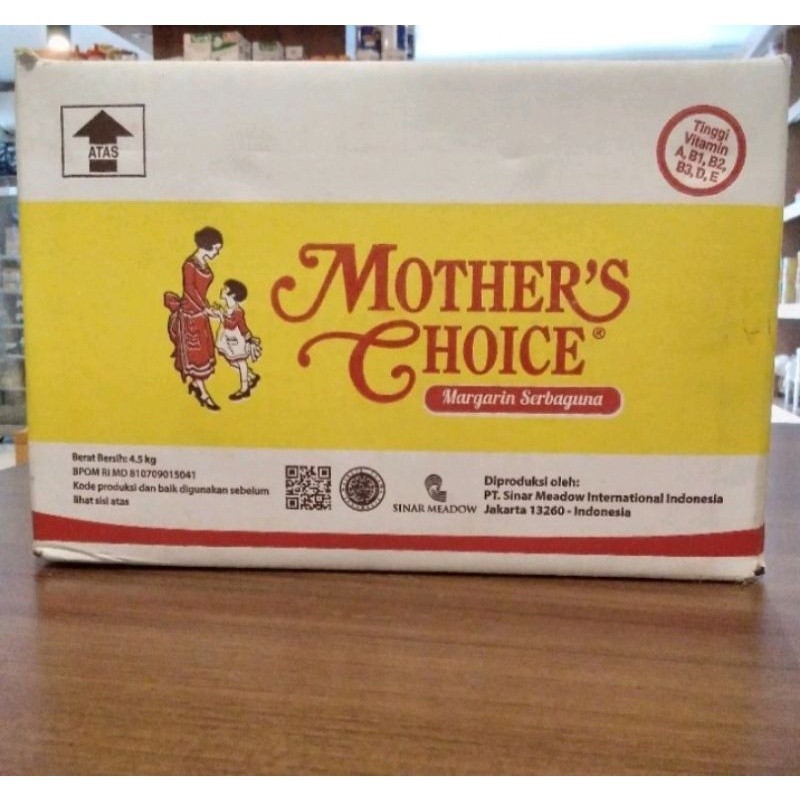 ATAS
Tinggi
Vitamin
A, B1, B2,
B3, D, E
MOTHER'S
CHOICE®
Margarin Serbaguna
Berat Bersih: 4.5 kg
BPOM RI MD 810709015041
Kode produksi dan baik digunakan sebelum
lihat sisi atas
SINAR MEADOW
Diproduksi oleh:
PT. Sinar Meadow International Indonesia
Jakarta 13260 - Indonesia